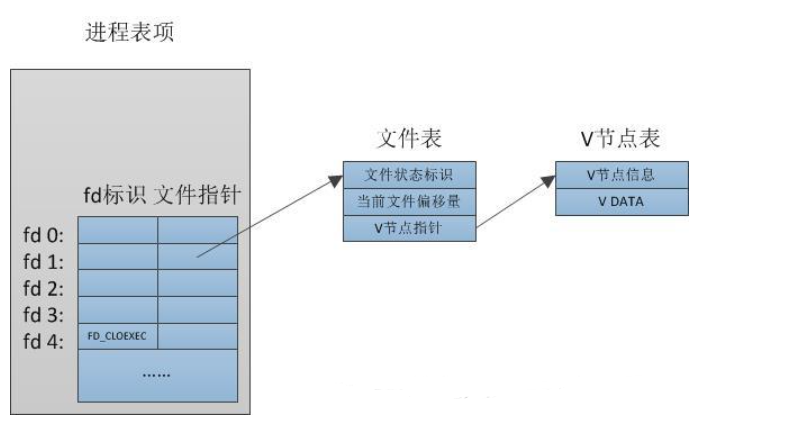 进程表项
文件表
V节点表
文件状态标识
V节点信息
fd标识 文件指针
当前文件偏移量
V DATA
V节点指针
fd 0:
fd 1:
fd 2:
fd 3:
fd 4:
FD_CLOEXEC
......